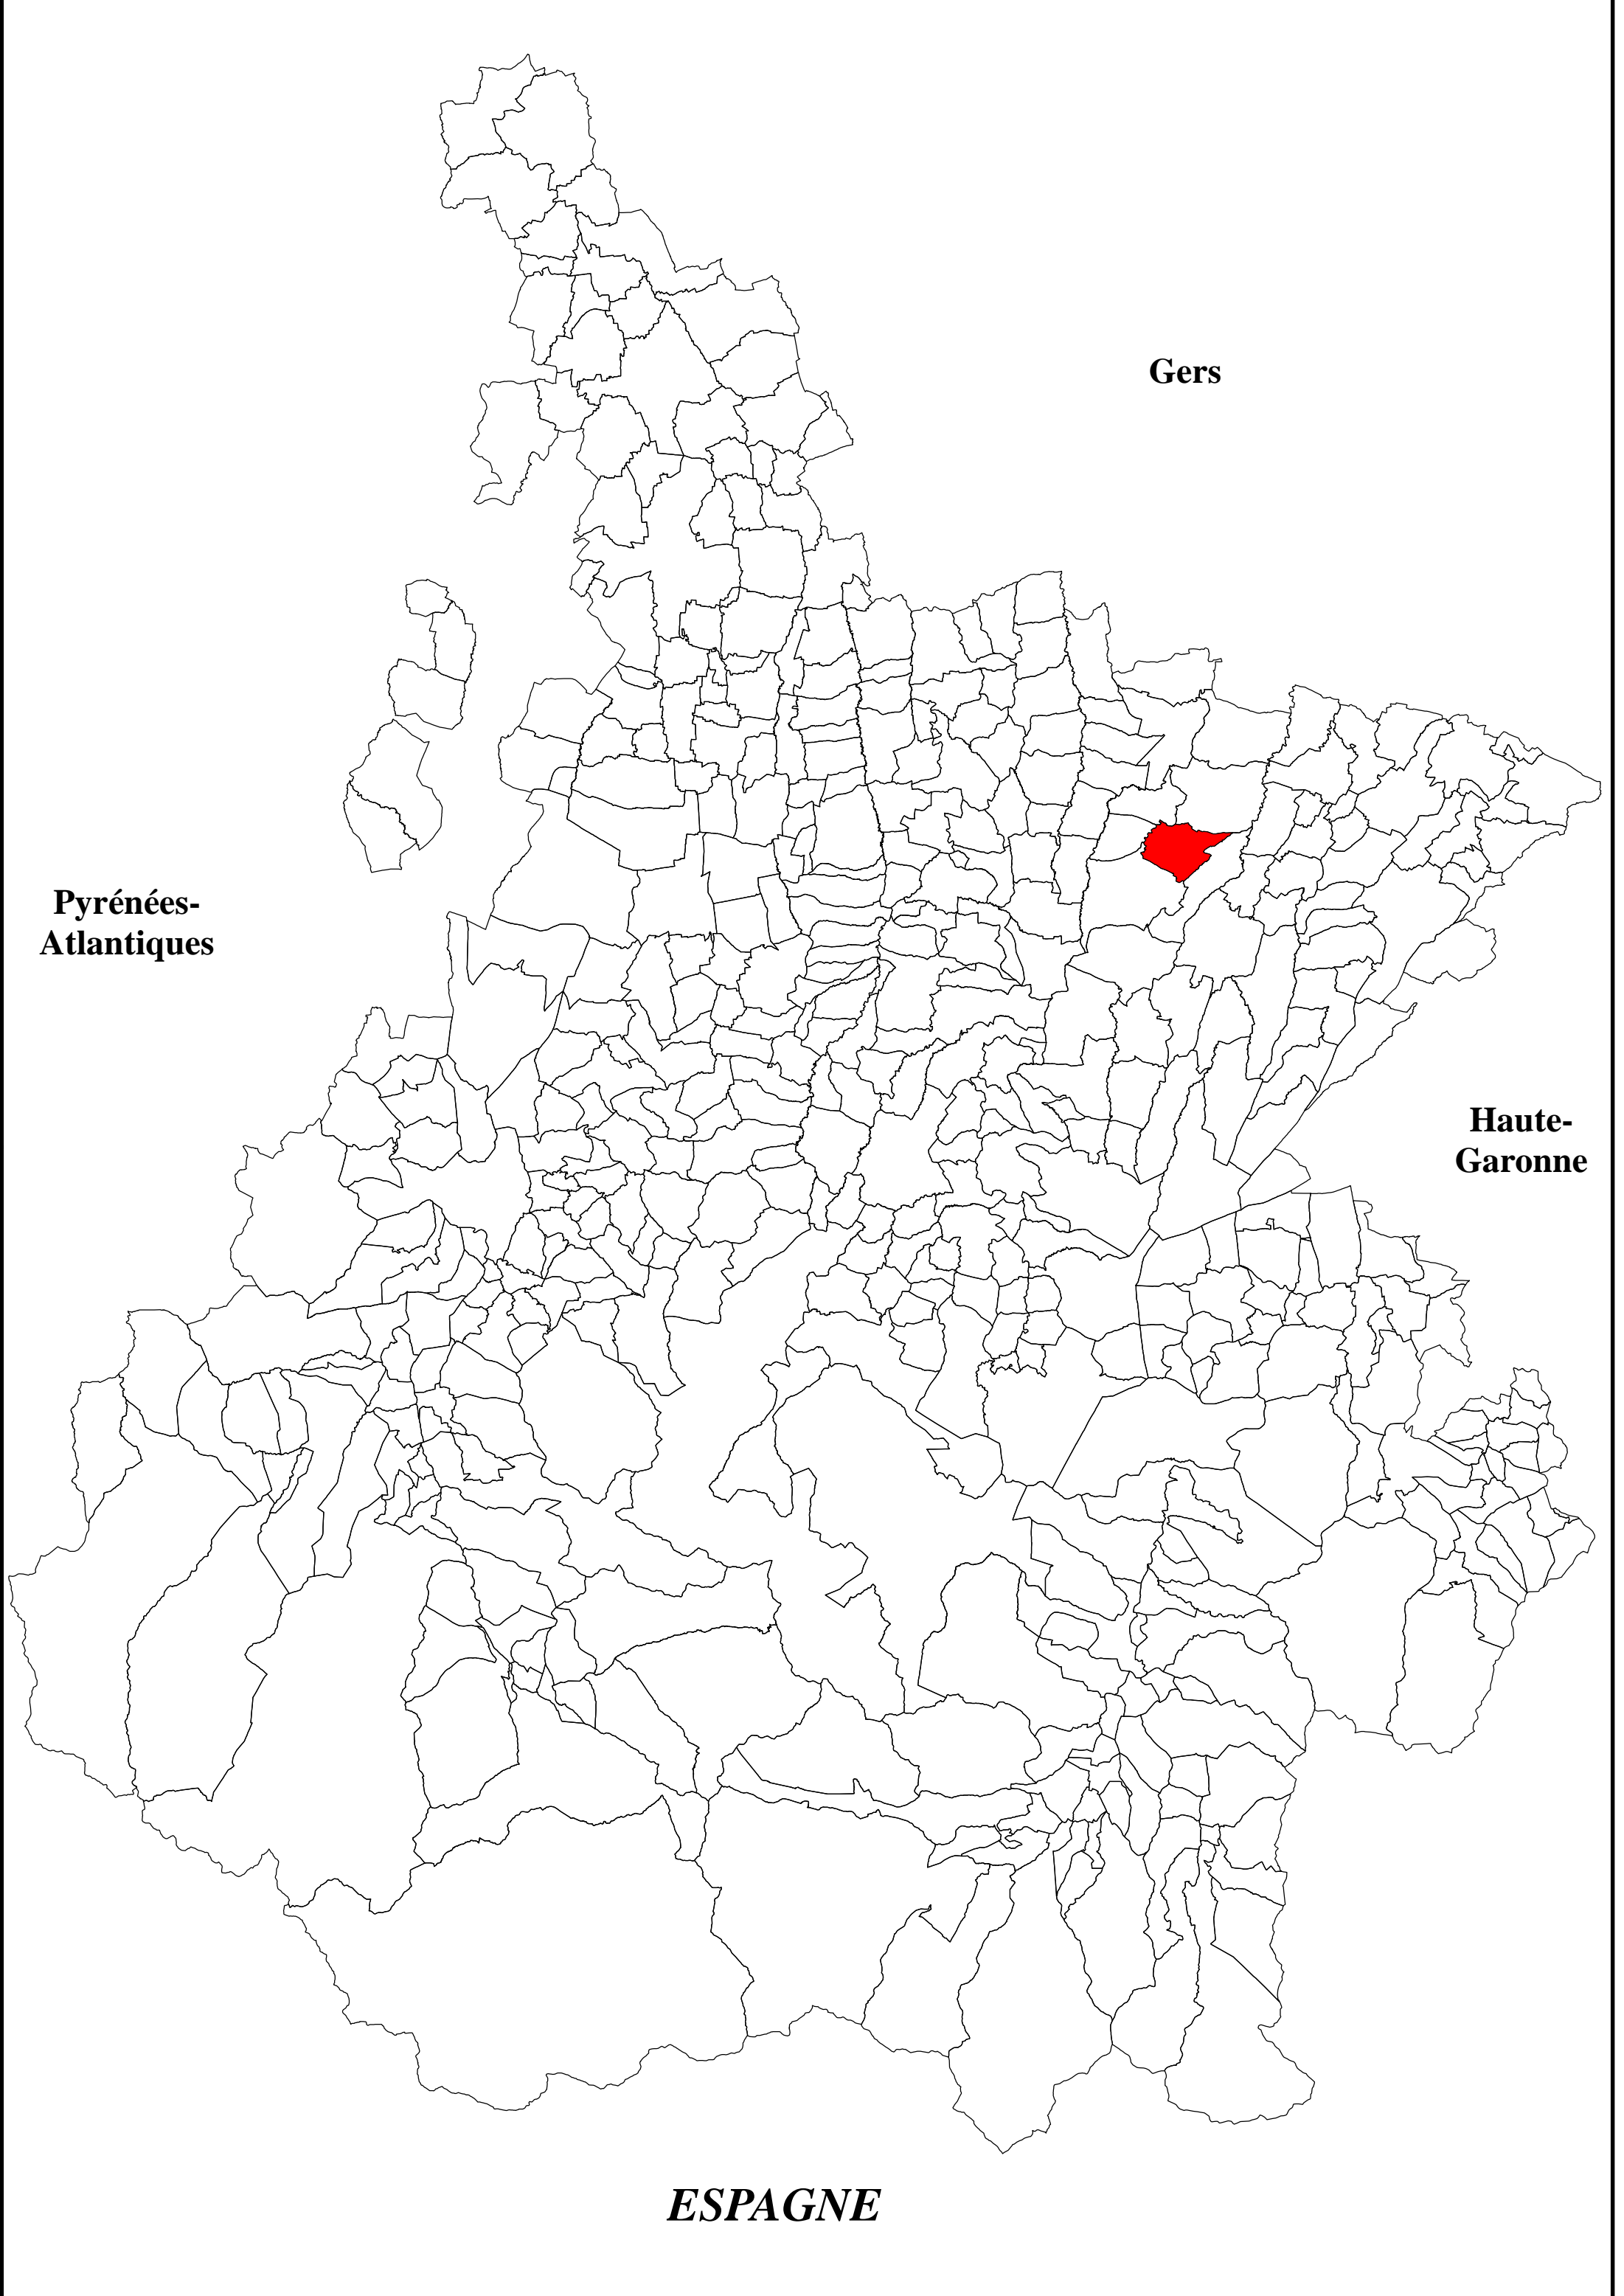 Gers
Pyrénées-
Atlantiques
Haute-
Garonne
ESPAGNE